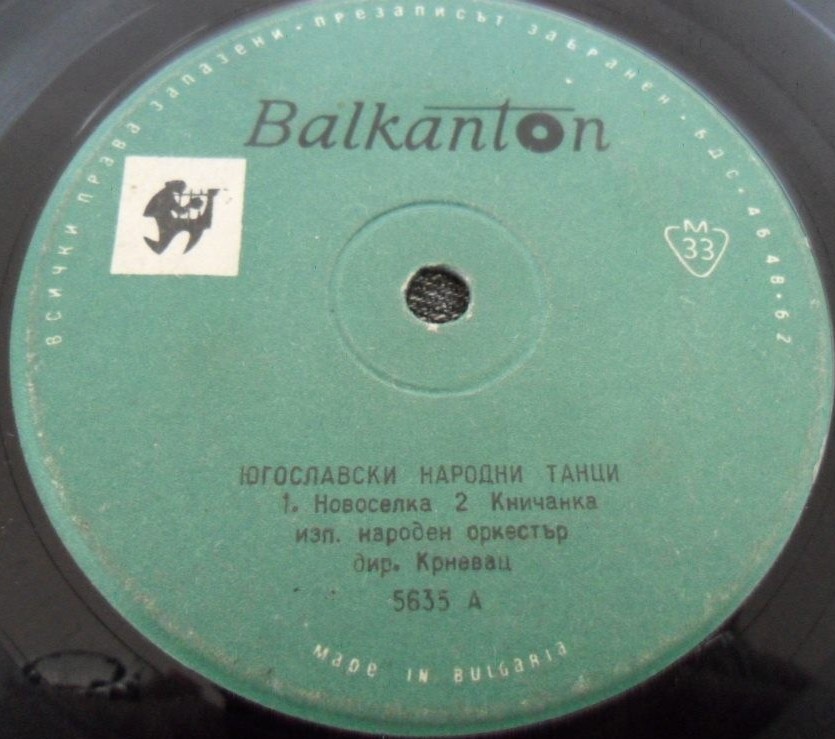 ВСИЧКИ ПРАВА ЗАПАЗЕНИ • ПРЕЗАПИСЪТ ЗАБРАНЕН • БДС • 4648 • 62
Balkanton
М
33
ЮГОСЛАВСКИ НАРОДНИ ТАНЦИ
1. Новоселка 2 Кничанка
изп. народен оркестър
дир. Крневац
5635 А
MADE IN BULGARIA